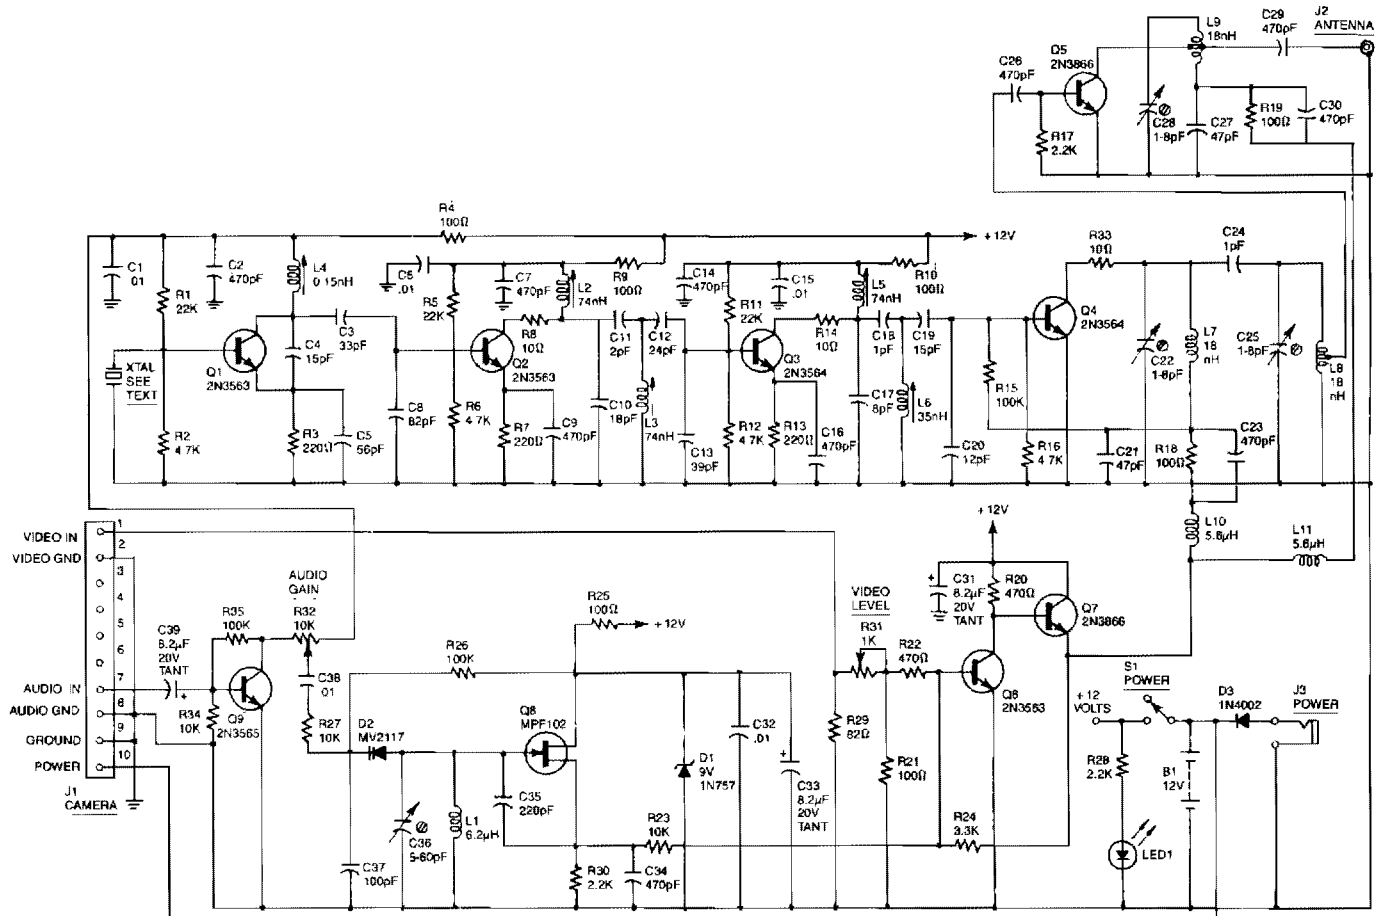 J2
ANTENNA
C29
470pF
L9
18nH
Q5
2N3866
C26
470pF
C28
1-8pF
C27
47pF
R19
100Ω
C30
470pF
R17
2.2K
R4
100Ω
+12V
C1
.01
C2
470pF
L4
0.15nH
R1
22K
C3
33pF
C4
15pF
Q1
2N3563
XTAL
SEE
TEXT
R2
4.7K
R3
220Ω
C5
56pF
C6
.01
R5
22K
C7
470pF
L2
74nH
R9
100Ω
R8
10Ω
Q2
2N3563
C11
2pF
C12
24pF
C8
82pF
R6
4.7K
R7
220Ω
C9
470pF
C10
18pF
L3
74nH
C13
39pF
C14
470pF
R11
22K
C15
.01
L5
74nH
R10
100Ω
R14
10Ω
Q3
2N3564
C18
1pF
C19
15pF
R12
4.7K
R13
220Ω
C16
470pF
C17
8pF
L6
35nH
C20
12pF
R15
100K
R16
4.7K
Q4
2N3564
R33
10Ω
C24
1pF
C22
1-8pF
L7
18
nH
C25
1-8pF
L8
18
nH
C21
47pF
R18
100Ω
C23
470pF
L10
5.6µH
L11
5.6µH
VIDEO IN
VIDEO GND
AUDIO IN
AUDIO GND
GROUND
POWER
1
2
3
4
5
6
7
8
9
10
J1
CAMERA
C39
8.2µF
20V
TANT
R35
100K
R34
10K
Q9
2N3565
AUDIO
GAIN
R32
10K
C38
.01
R27
10K
D2
MV2117
R26
100K
R25
100Ω
+12V
Q8
MPF102
C35
220pF
L1
6.2µH
C36
5-60pF
C37
100pF
R30
2.2K
C34
470pF
R23
10K
D1
9V
1N757
C32
.01
C33
8.2µF
20V
TANT
R29
82Ω
VIDEO
LEVEL
R31
1K
R22
470Ω
R21
100Ω
R24
3.3K
+12V
C31
8.2µF
20V
TANT
R20
470Ω
Q7
2N3866
Q6
2N3563
+12
VOLTS
S1
POWER
D3
1N4002
J3
POWER
R28
2.2K
B1
12V
LED1